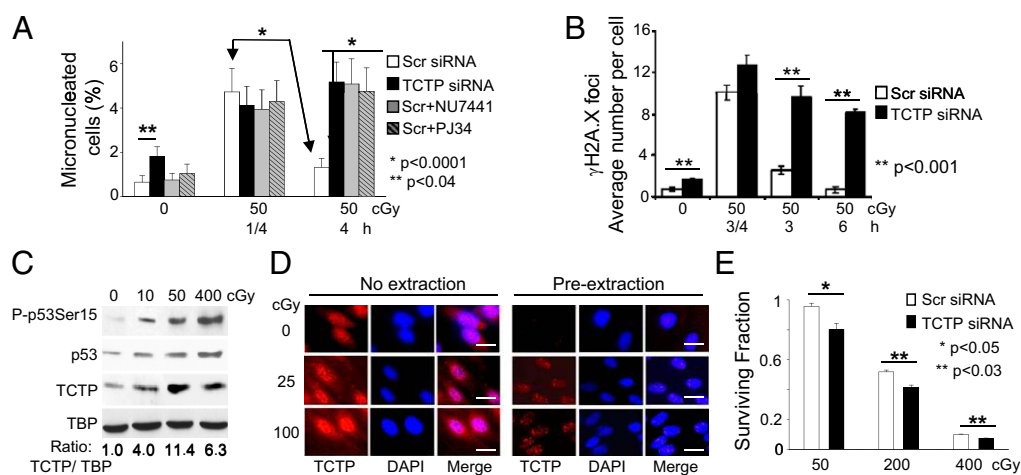 A
Micronucleated cells (%)
6
4
2
0
*
**
*
0
50
50
cGy
1/4
4
h
Scr siRNA
TCTP siRNA
Scr+NU7441
Scr+PJ34
* p<0.0001
** p<0.04
B
γH2A.X foci
Average number per cell
16
12
8
4
0
**
**
**
0
50
50
50
cGy
3/4
3
6
h
Scr siRNA
TCTP siRNA
** p<0.001
C
0 10 50 400 cGy
P-p53Ser15
p53
TCTP
TBP
Ratio: 1.0 4.0 11.4 6.3
TCTP/ TBP
D
No extraction
Pre-extraction
cGy
0
25
100
TCTP DAPI Merge TCTP DAPI Merge
E
Surviving Fraction
1
0.6
0.2
0
*
**
**
50 200 400 cGy
Scr siRNA
TCTP siRNA
* p<0.05
** p<0.03